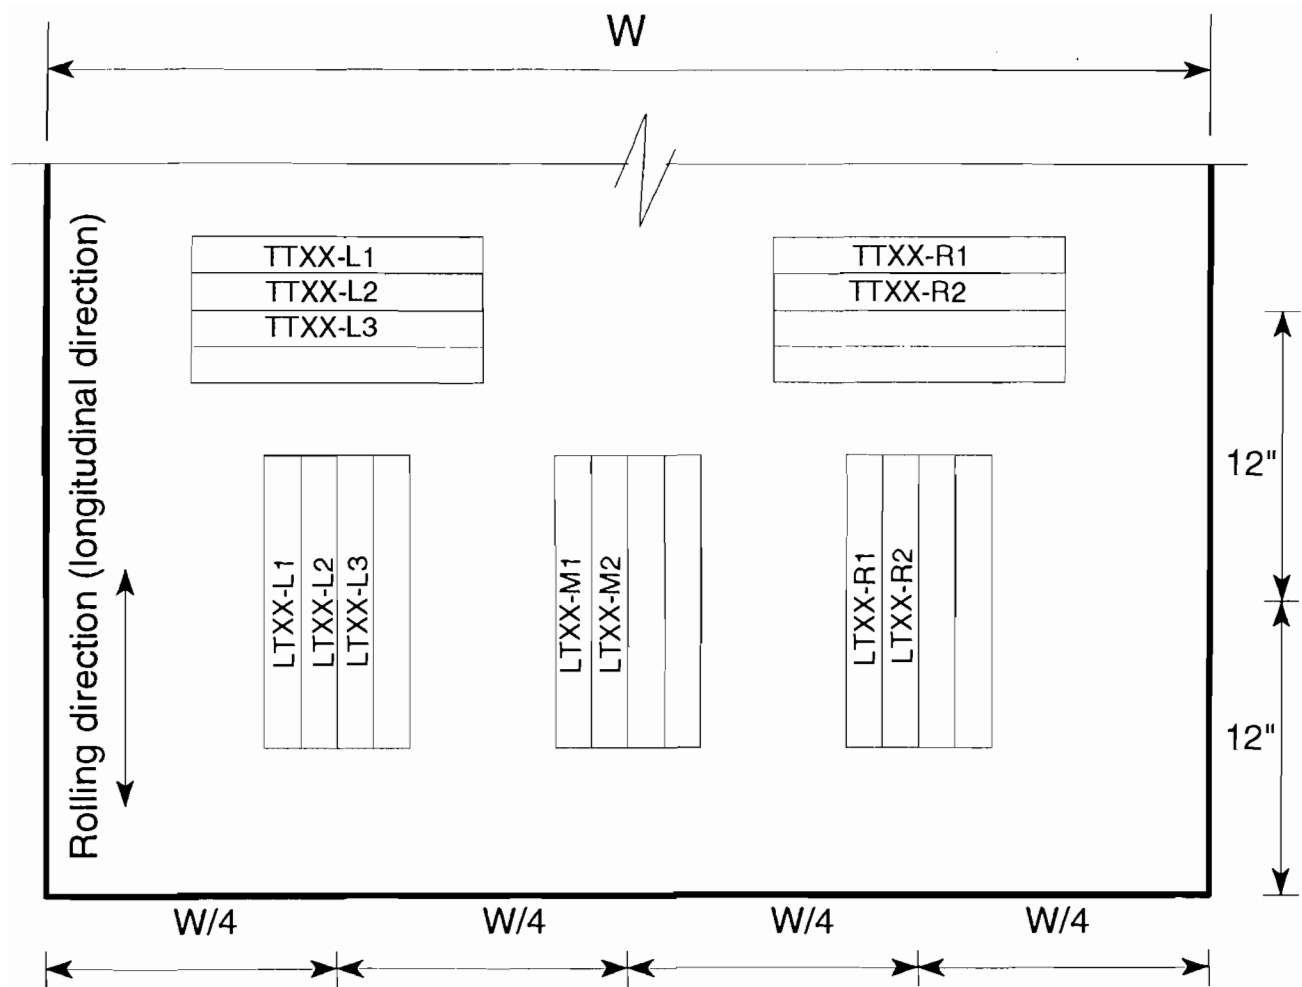 W
TTXX-L1
TTXX-L2
TTXX-L3
TTXX-R1
TTXX-R2
Rolling direction (longitudinal direction)
LTXX-L1
LTXX-L2
LTXX-L3
LTXX-M1
LTXX-M2
LTXX-R1
LTXX-R2
12"
12"
W/4
W/4
W/4
W/4